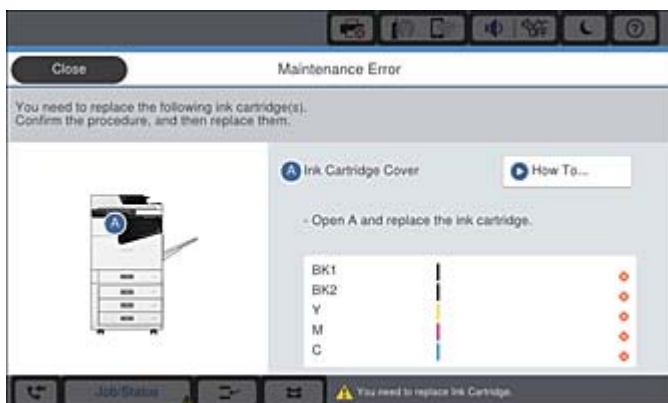 Close
Maintenance Error
You need to replace the following ink cartridge(s).
Confirm the procedure, and then replace them.
A
A Ink Cartridge Cover
How To...
- Open A and replace the ink cartridge.
BK1
BK2
Y
M
C
Job/Status
You need to replace Ink Cartridge.